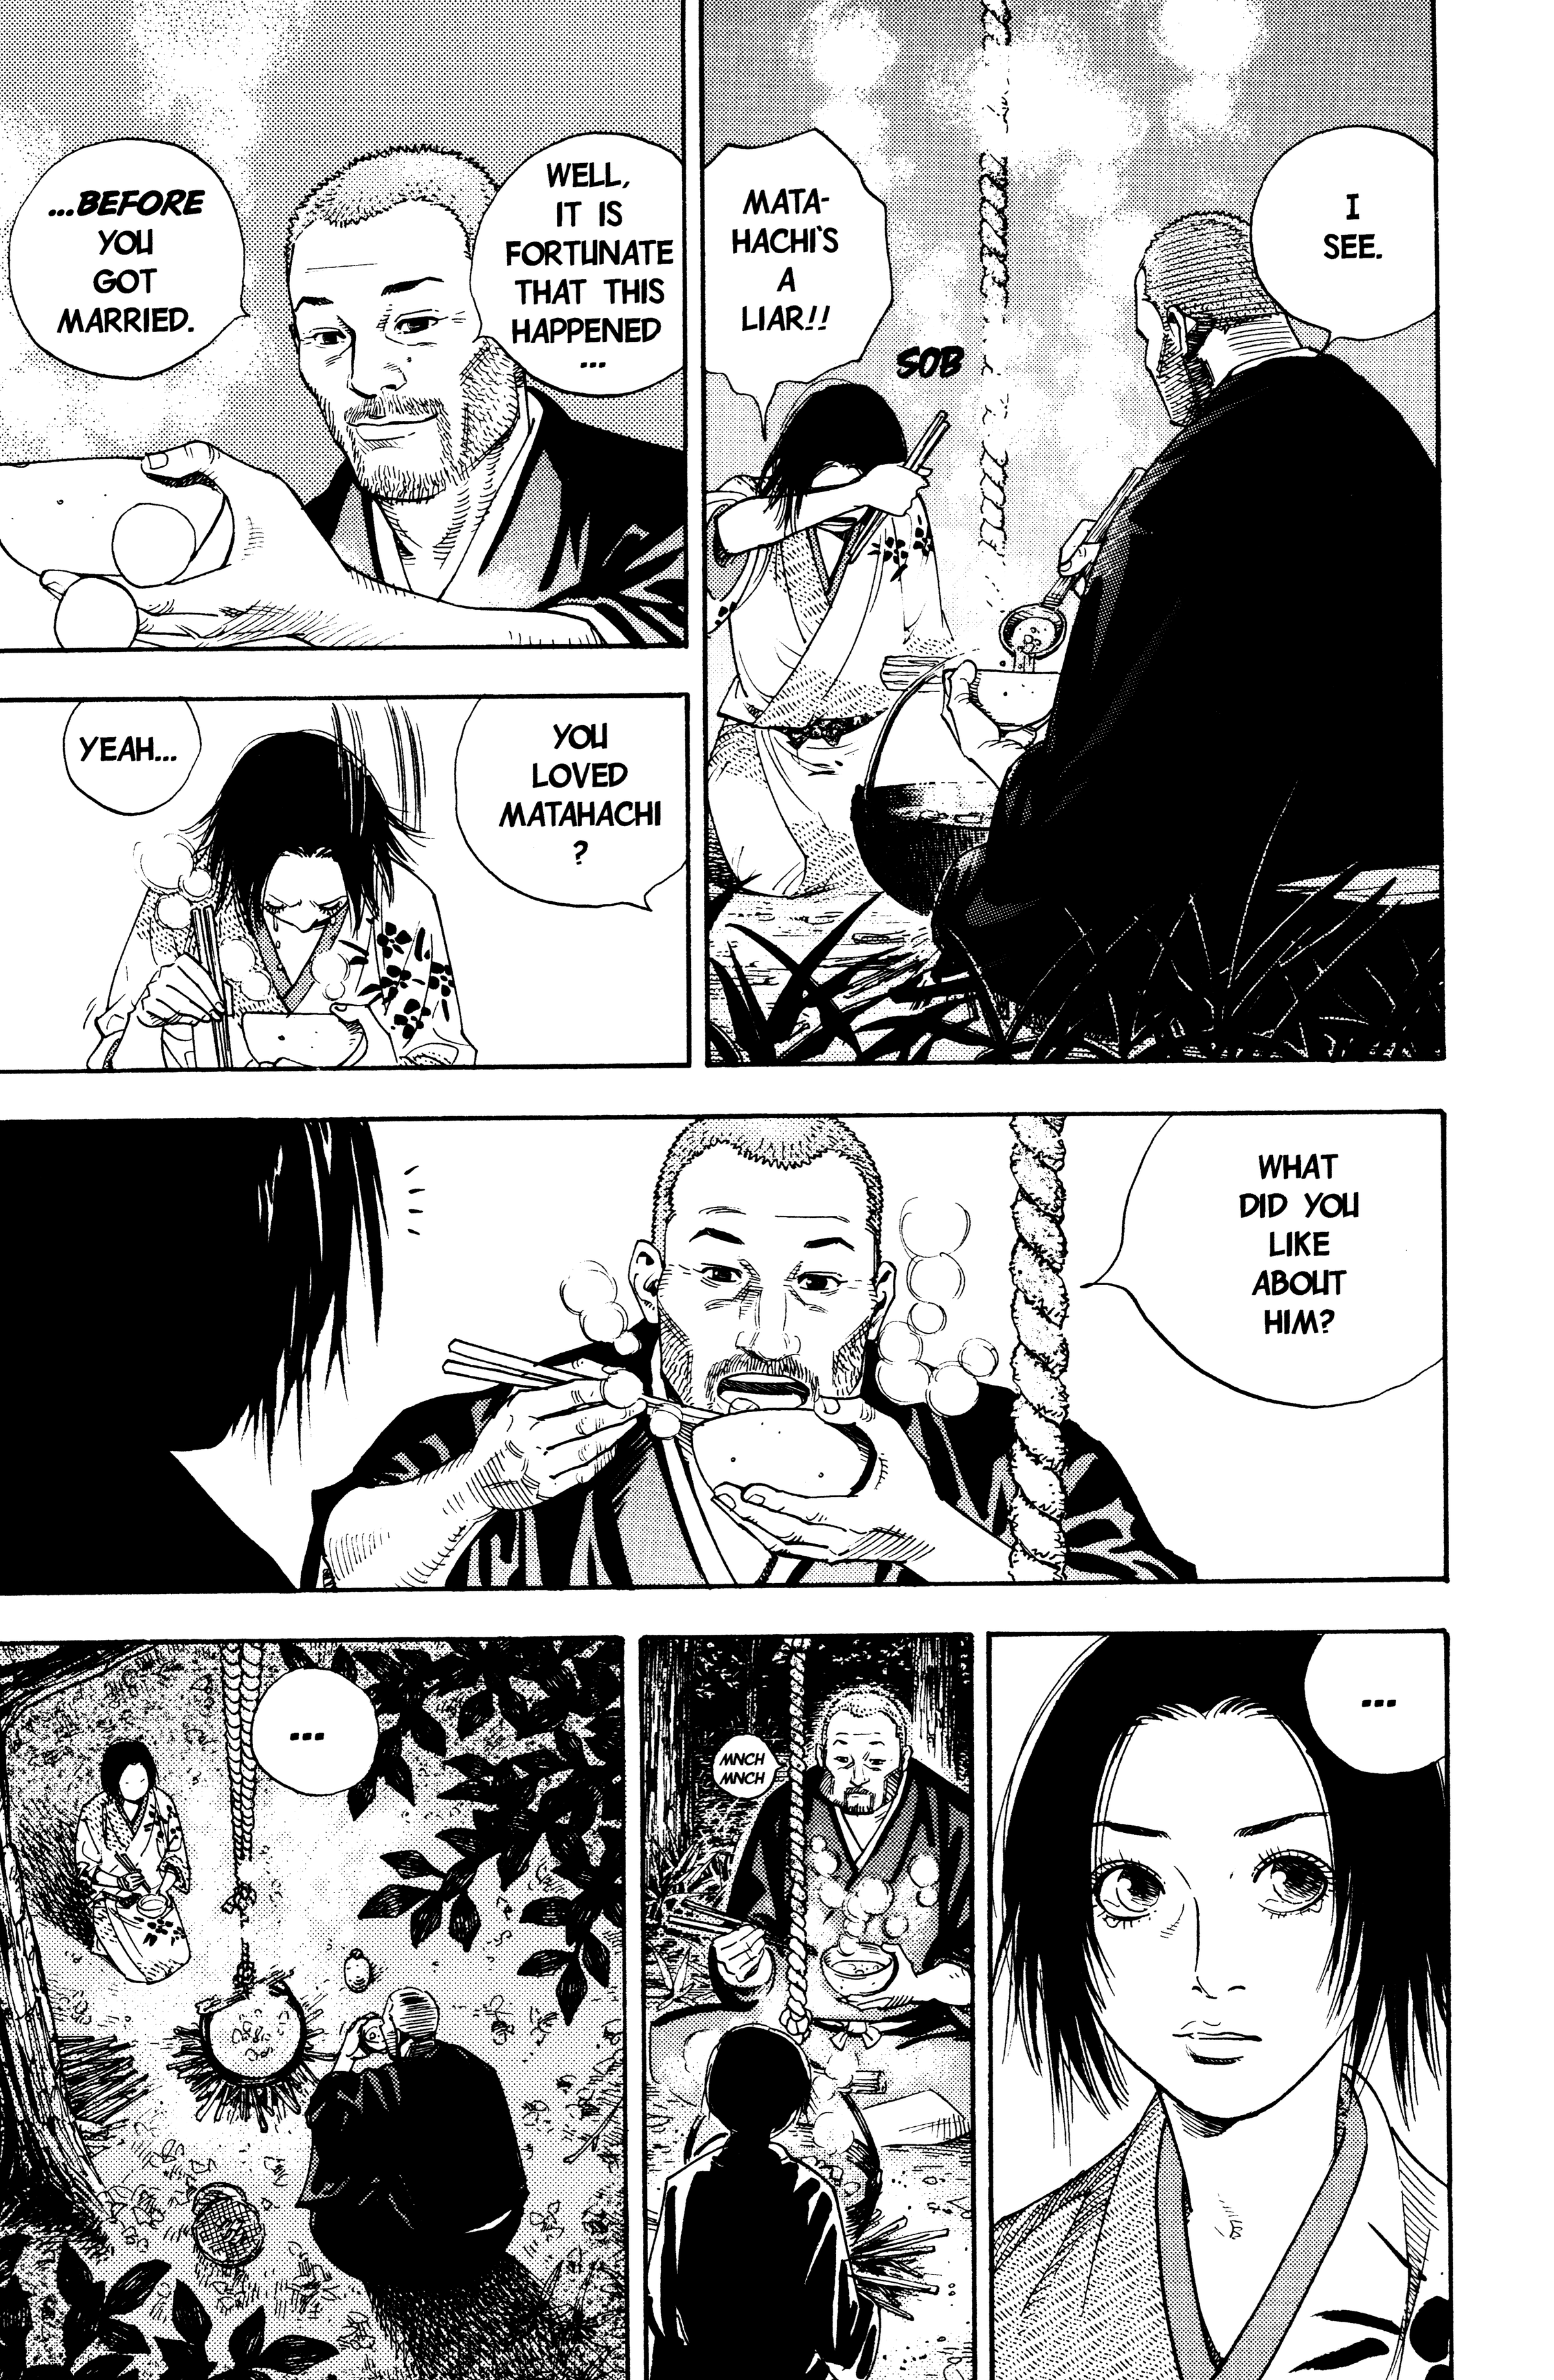 I
SEE.
MATA-
HACHI'S
A
LIAR!!
SOB
WELL,
IT IS
FORTUNATE
THAT THIS
HAPPENED
...
...BEFORE
YOU
GOT
MARRIED.
YOU
LOVED
MATAHACHI
?
YEAH...
WHAT
DID YOU
LIKE
ABOUT
HIM?
...
MNCH
MNCH
...